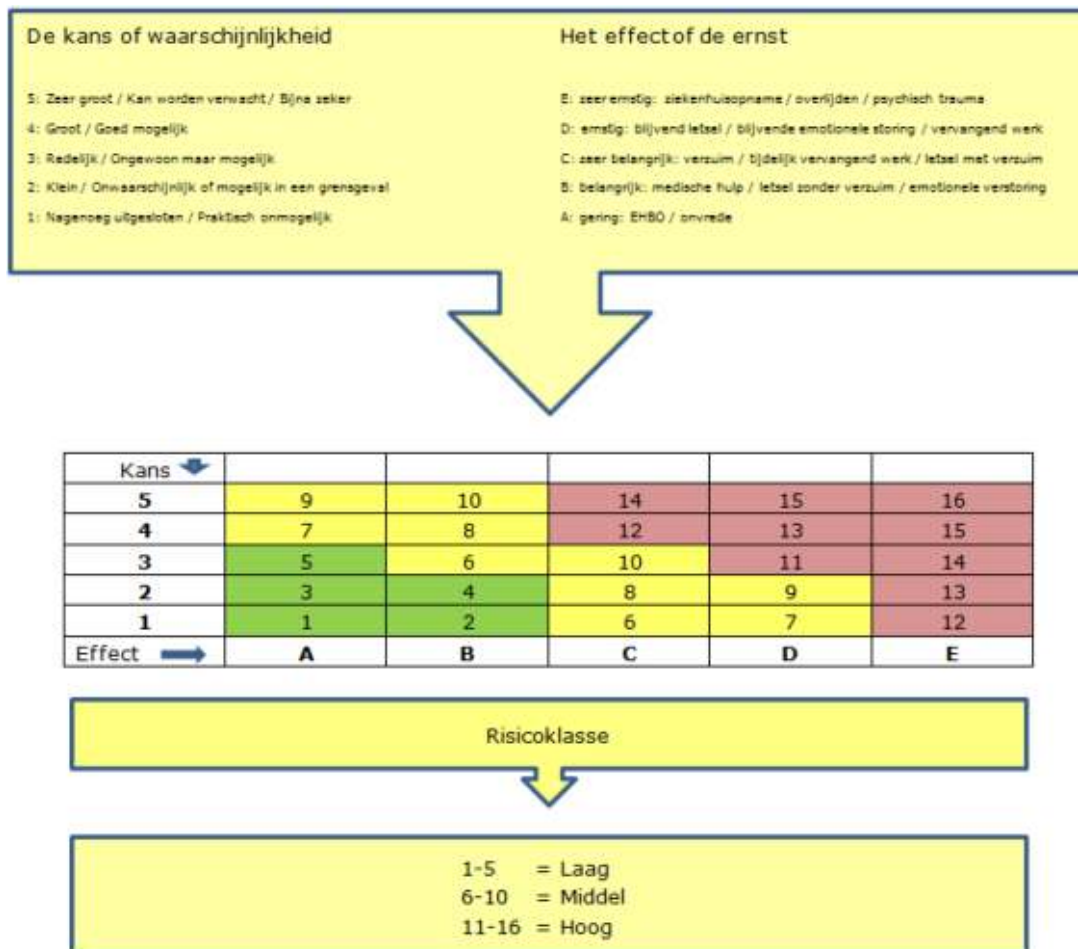 De kans of waarschijnlijkheid
5: Zeer groot / Kan worden verwacht / Bijna zeker
4: Groot / Goed mogelijk
3: Redelijk / Ongewoon maar mogelijk
2: Klein / Onwaarschijnlijk of mogelijk in een grensgeval
1: Nagenoeg uitgesloten / Praktisch onmogelijk
Het effect of de ernst
E: zeer ernstig: ziekenhuisopname / overlijden / psychisch trauma
D: ernstig: blijvend letsel / blijvende emotionele storing / vervangend werk
C: zeer belangrijk: verzuim / tijdelijk vervangend werk / letsel met verzuim
B: belangrijk: medische hulp / letsel zonder verzuim / emotionele verstoring
A: gering: EHBO / onvrede
Kans
5 9 10 14 15 16
4 7 8 12 13 15
3 5 6 10 11 14
2 3 4 8 9 13
1 1 2 6 7 12
Effect A B C D E
Risicoklasse
1-5 = Laag
6-10 = Middel
11-16 = Hoog